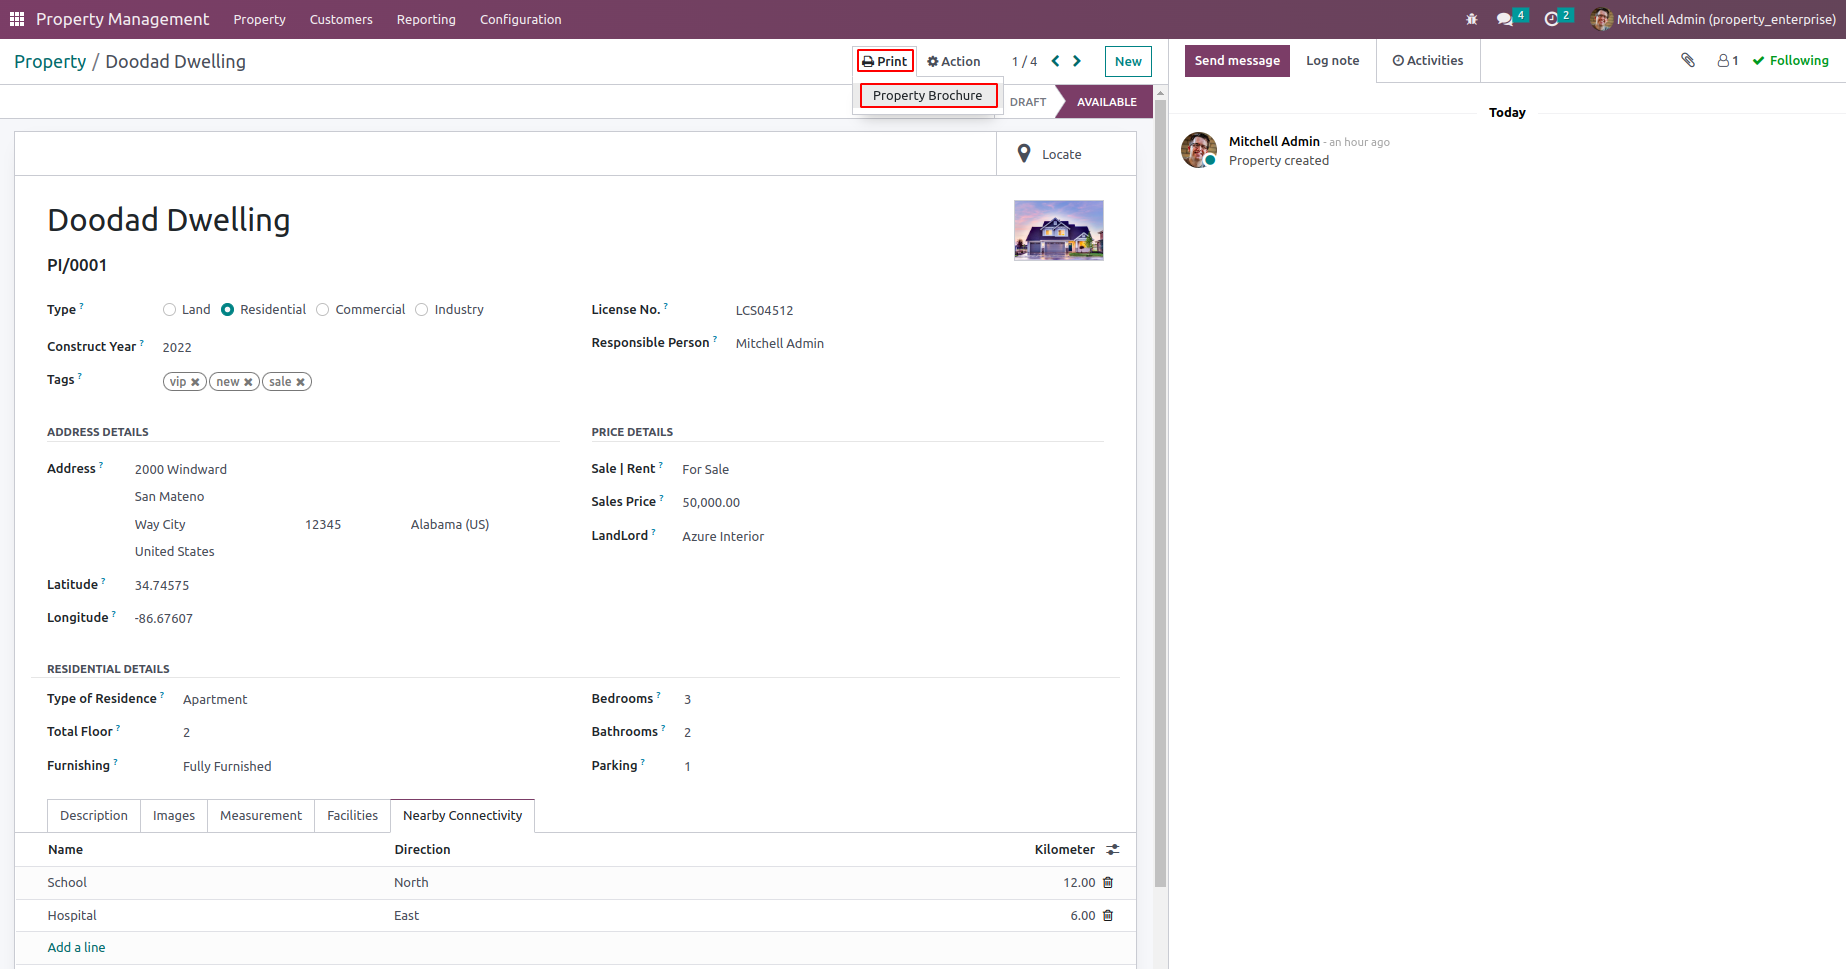 Property Management Property Customers Reporting Configuration 4 2 Mitchell Admin (property_enterprise)
Property / Doodad Dwelling Print Action 1 / 4 New Send message Log note Activities 1 Following
Property Brochure DRAFT AVAILABLE
Today
Locate
Mitchell Admin - an hour ago
Property created
Doodad Dwelling
PI/0001
Type ? Land Residential Commercial Industry License No. ? LCS04512
Construct Year ? 2022 Responsible Person ? Mitchell Admin
Tags ? vip new sale
ADDRESS DETAILS PRICE DETAILS
Address ? 2000 Windward Sale | Rent ? For Sale
San Mateno
Sales Price ? 50,000.00
Way City 12345 Alabama (US)
LandLord ? Azure Interior
United States
Latitude ? 34.74575
Longitude ? -86.67607
RESIDENTIAL DETAILS
Type of Residence ? Apartment Bedrooms ? 3
Total Floor ? 2 Bathrooms ? 2
Furnishing ? Fully Furnished Parking ? 1
Description Images Measurement Facilities Nearby Connectivity
Name Direction Kilometer
School North 12.00
Hospital East 6.00
Add a line